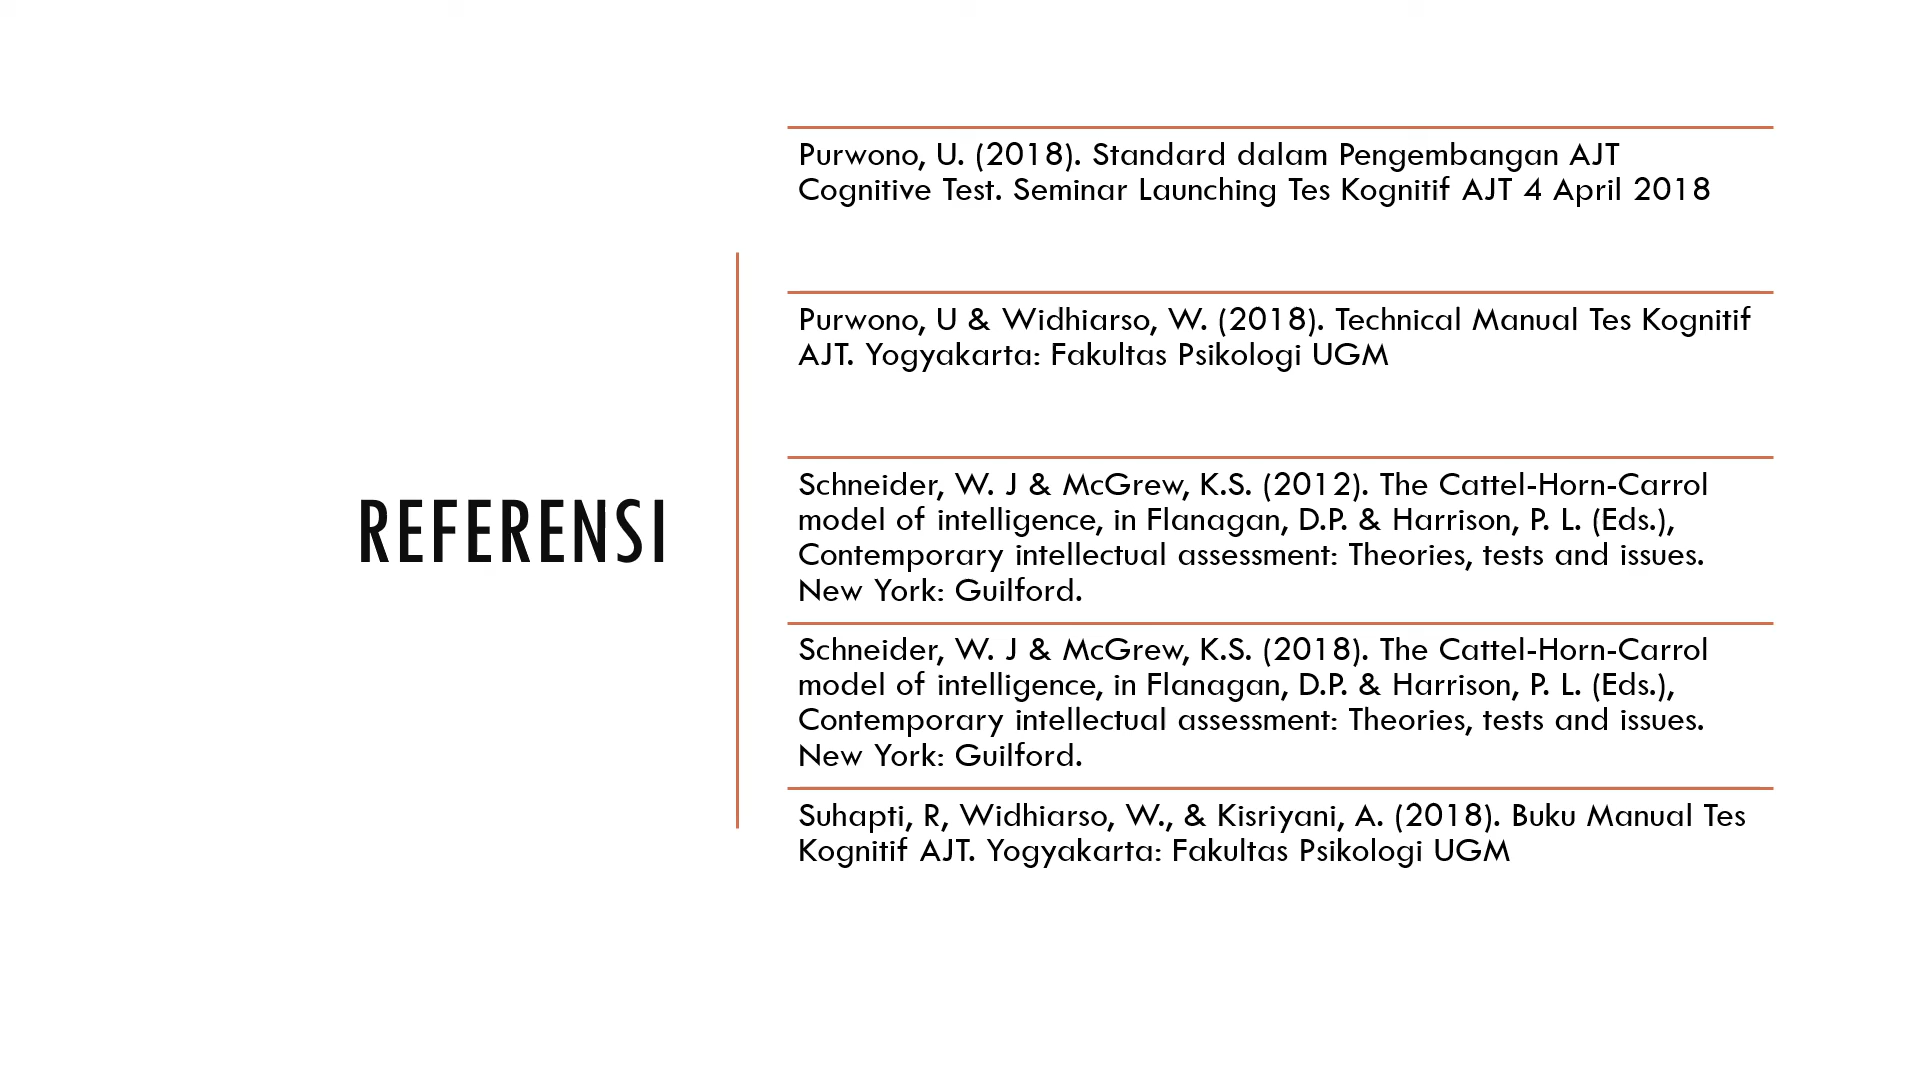 REFERENSI
Purwono, U. (2018). Standard dalam Pengembangan AJT
Cognitive Test. Seminar Launching Tes Kognitif AJT 4 April 2018
Purwono, U & Widhiarso, W. (2018). Technical Manual Tes Kognitif
AJT. Yogyakarta: Fakultas Psikologi UGM
Schneider, W. J & McGrew, K.S. (2012). The Cattel-Horn-Carrol
model of intelligence, in Flanagan, D.P. & Harrison, P. L. (Eds.),
Contemporary intellectual assessment: Theories, tests and issues.
New York: Guilford.
Schneider, W. J & McGrew, K.S. (2018). The Cattel-Horn-Carrol
model of intelligence, in Flanagan, D.P. & Harrison, P. L. (Eds.),
Contemporary intellectual assessment: Theories, tests and issues.
New York: Guilford.
Suhapti, R, Widhiarso, W., & Kisriyani, A. (2018). Buku Manual Tes
Kognitif AJT. Yogyakarta: Fakultas Psikologi UGM